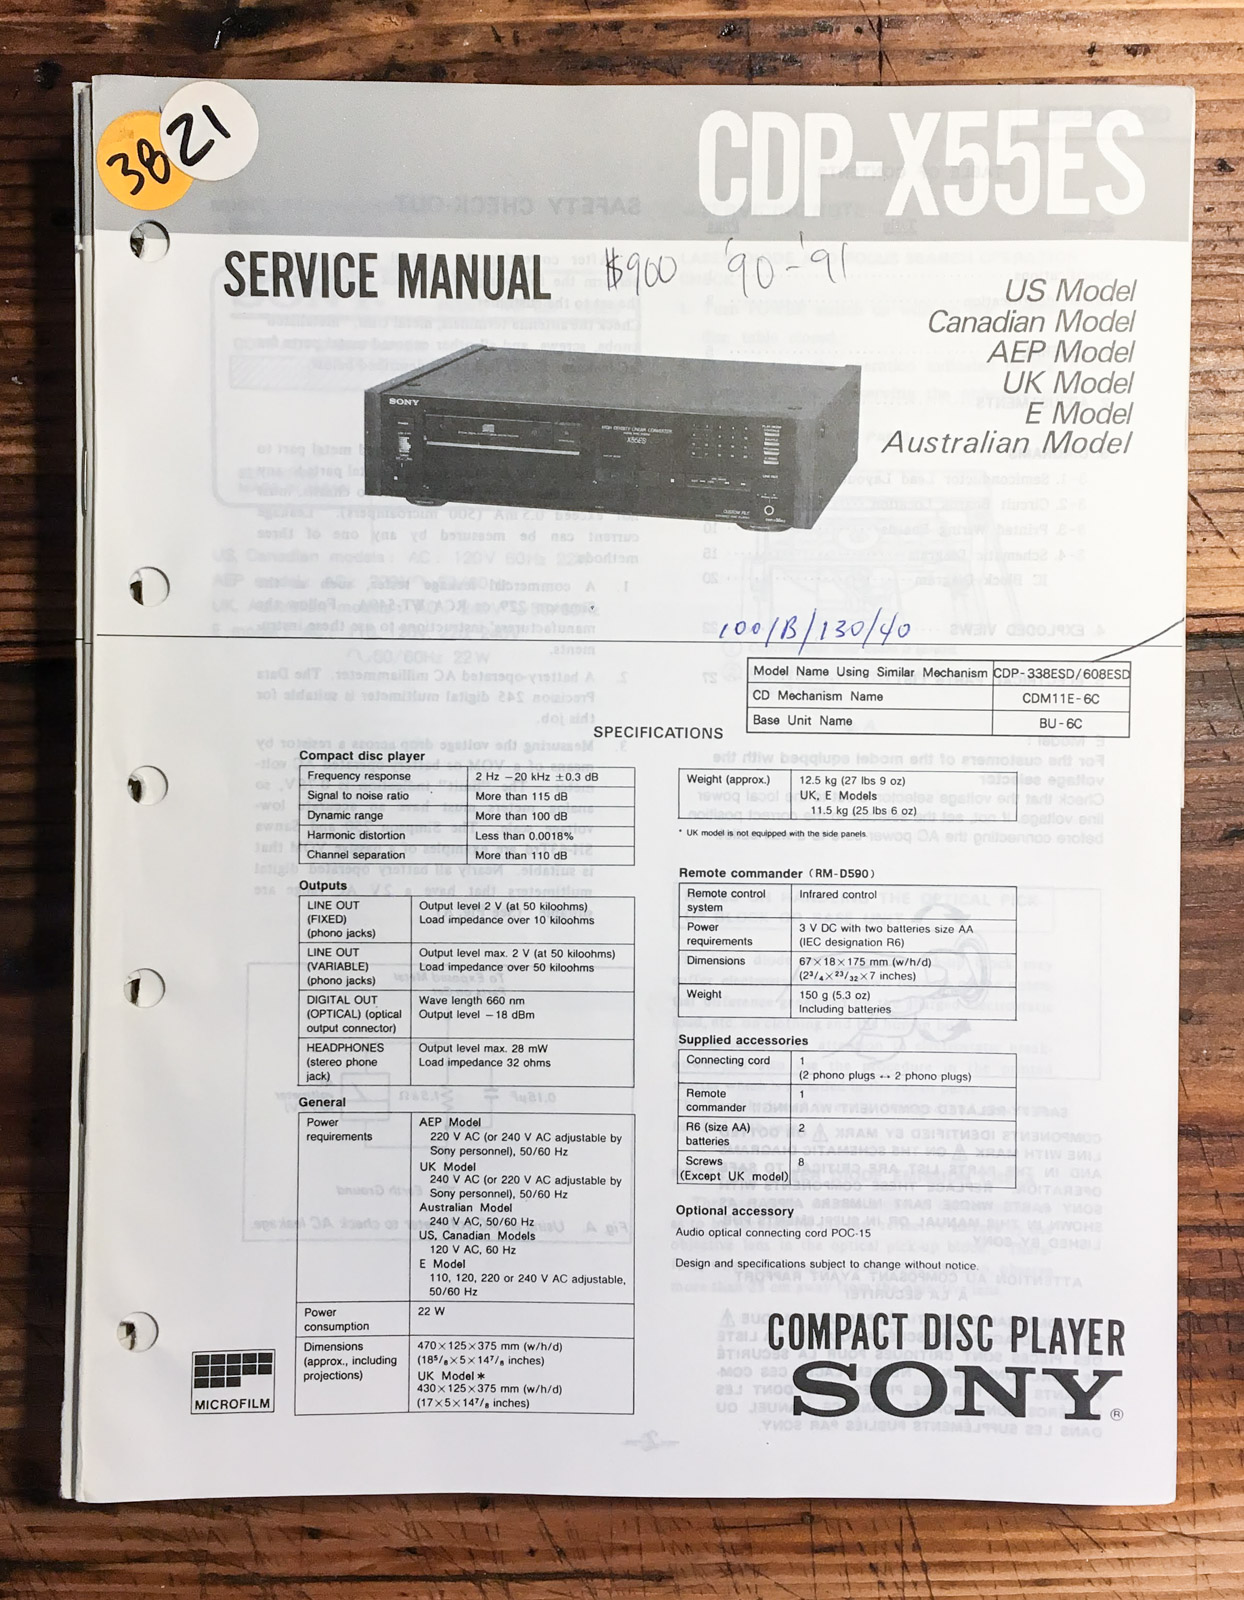 38
21
CDP-X55ES
SERVICE MANUAL
$900 '90-'91
US Model
Canadian Model
AEP Model
UK Model
E Model
Australian Model
SONY
X55ES
100/B/130/40
Model Name Using Similar Mechanism CDP-338ESD/608ESD
CD Mechanism Name CDM11E-6C
Base Unit Name BU-6C
SPECIFICATIONS
Compact disc player
Frequency response 2 Hz – 20 kHz ±0.3 dB
Signal to noise ratio More than 115 dB
Dynamic range More than 100 dB
Harmonic distortion Less than 0.0018%
Channel separation More than 110 dB
Outputs
LINE OUT (FIXED) (phono jacks) Output level 2 V (at 50 kiloohms)
Load impedance over 10 kiloohms
LINE OUT (VARIABLE) (phono jacks) Output level max. 2 V (at 50 kiloohms)
Load impedance over 50 kiloohms
DIGITAL OUT (OPTICAL) (optical output connector) Wave length 660 nm
Output level – 18 dBm
HEADPHONES (stereo phone jack) Output level max. 28 mW
Load impedance 32 ohms
General
Power requirements
AEP Model
220 V AC (or 240 V AC adjustable by
Sony personnel), 50/60 Hz
UK Model
240 V AC (or 220 V AC adjustable by
Sony personnel), 50/60 Hz
Australian Model
240 V AC, 50/60 Hz
US, Canadian Models
120 V AC, 60 Hz
E Model
110, 120, 220 or 240 V AC adjustable,
50/60 Hz
Power consumption 22 W
Dimensions (approx., including projections)
470×125×375 mm (w/h/d)
(18⁵/₈×5×14⁷/₈ inches)
UK Model*
430×125×375 mm (w/h/d)
(17×5×14⁷/₈ inches)
Weight (approx.) 12.5 kg (27 lbs 9 oz)
UK, E Models
11.5 kg (25 lbs 6 oz)
* UK model is not equipped with the side panels.
Remote commander (RM-D590)
Remote control system Infrared control
Power requirements 3 V DC with two batteries size AA
(IEC designation R6)
Dimensions 67×18×175 mm (w/h/d)
(2³/₄×²³/₃₂×7 inches)
Weight 150 g (5.3 oz)
Including batteries
Supplied accessories
Connecting cord 1
(2 phono plugs ↔ 2 phono plugs)
Remote commander 1
R6 (size AA) batteries 2
Screws (Except UK model) 8
Optional accessory
Audio optical connecting cord POC-15
Design and specifications subject to change without notice.
MICROFILM
COMPACT DISC PLAYER
SONY®